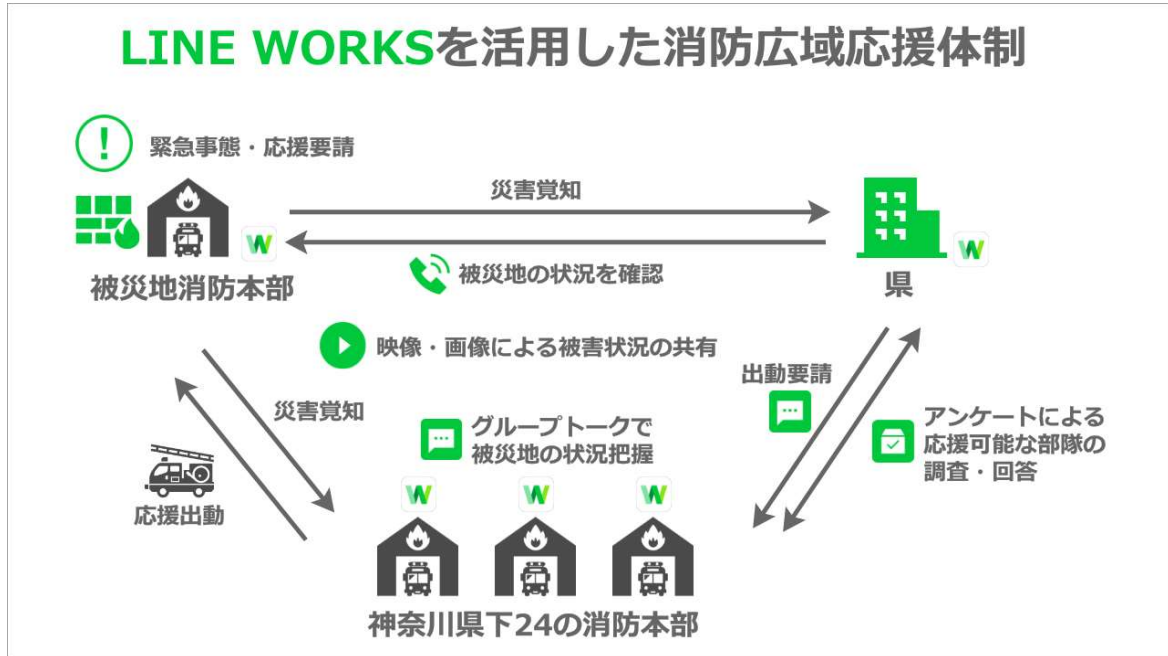 LINE WORKSを活用した消防広域応援体制
緊急事態・応援要請
災害覚知
被災地消防本部
被災地の状況を確認
県
映像・画像による被害状況の共有
出動要請
災害覚知
グループトークで
被災地の状況把握
アンケートによる
応援可能な部隊の
調査・回答
応援出動
神奈川県下24の消防本部